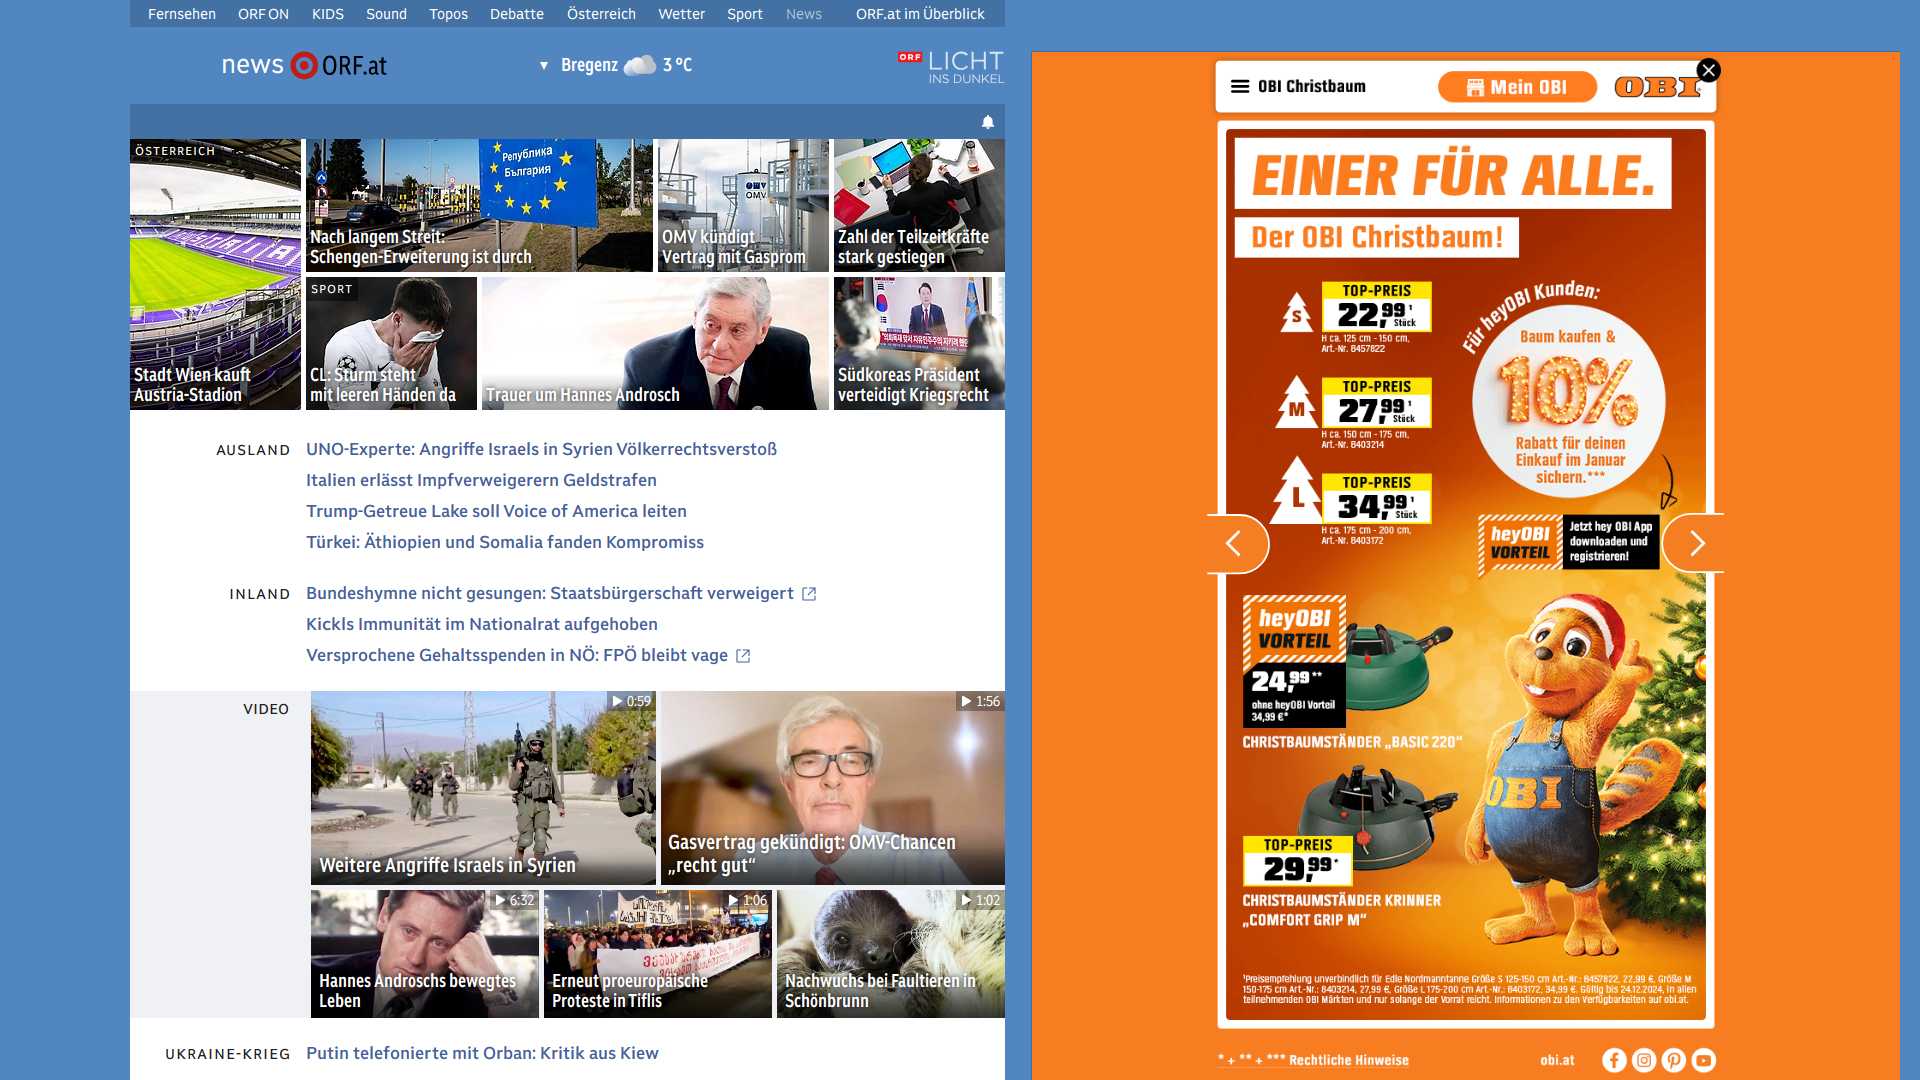 Fernsehen ORF ON KIDS Sound Topos Debatte Österreich Wetter Sport News ORF.at im Überblick
news ORF.at
Bregenz 3 °C
ORF LICHT
INS DUNKEL
ÖSTERREICH
Stadt Wien kauft
Austria-Stadion
Република
България
Nach langem Streit:
Schengen-Erweiterung ist durch
OMV
OMV kündigt
Vertrag mit Gasprom
Zahl der Teilzeitkräfte
stark gestiegen
SPORT
CL: Sturm steht
mit leeren Händen da
Trauer um Hannes Androsch
Südkoreas Präsident
verteidigt Kriegsrecht
AUSLAND
UNO-Experte: Angriffe Israels in Syrien Völkerrechtsverstoß
Italien erlässt Impfverweigerern Geldstrafen
Trump-Getreue Lake soll Voice of America leiten
Türkei: Äthiopien und Somalia fanden Kompromiss
INLAND
Bundeshymne nicht gesungen: Staatsbürgerschaft verweigert
Kickls Immunität im Nationalrat aufgehoben
Versprochene Gehaltsspenden in NÖ: FPÖ bleibt vage
VIDEO
0:59
Weitere Angriffe Israels in Syrien
1:56
Gasvertrag gekündigt: OMV-Chancen
„recht gut“
6:32
Hannes Androschs bewegtes
Leben
1:06
Erneut proeuropäische
Proteste in Tiflis
1:02
Nachwuchs bei Faultieren in
Schönbrunn
UKRAINE-KRIEG
Putin telefonierte mit Orban: Kritik aus Kiew
OBI Christbaum
Mein OBI
OBI
EINER FÜR ALLE.
Der OBI Christbaum!
S
TOP-PREIS
22,99¹
Stück
H ca. 125 cm - 150 cm,
Art.-Nr. 8457822
M
TOP-PREIS
27,99¹
Stück
H ca. 150 cm - 175 cm,
Art.-Nr. 8403214
L
TOP-PREIS
34,99¹
Stück
H ca. 175 cm - 200 cm,
Art.-Nr. 8403172
Für heyOBI Kunden:
Baum kaufen &
10%
Rabatt für deinen
Einkauf im Januar
sichern.***
heyOBI
VORTEIL
Jetzt hey OBI App
downloaden und
registrieren!
heyOBI
VORTEIL
24,99**
ohne heyOBI Vorteil
34,99 €*
CHRISTBAUMSTÄNDER „BASIC 220“
OBI
TOP-PREIS
29,99*
CHRISTBAUMSTÄNDER KRINNER
„COMFORT GRIP M“
¹Preisempfehlung unverbindlich für Edle Nordmanntanne Größe S 125-150 cm Art.-Nr.: 8457822, 22,99 €, Größe M
150-175 cm Art.-Nr.: 8403214, 27,99 €, Größe L 175-200 cm Art.-Nr.: 8403172, 34,99 €. Gültig bis 24.12.2024, in allen
teilnehmenden OBI Märkten und nur solange der Vorrat reicht. Informationen zu den Verfügbarkeiten auf obi.at.
* + ** + *** Rechtliche Hinweise
obi.at